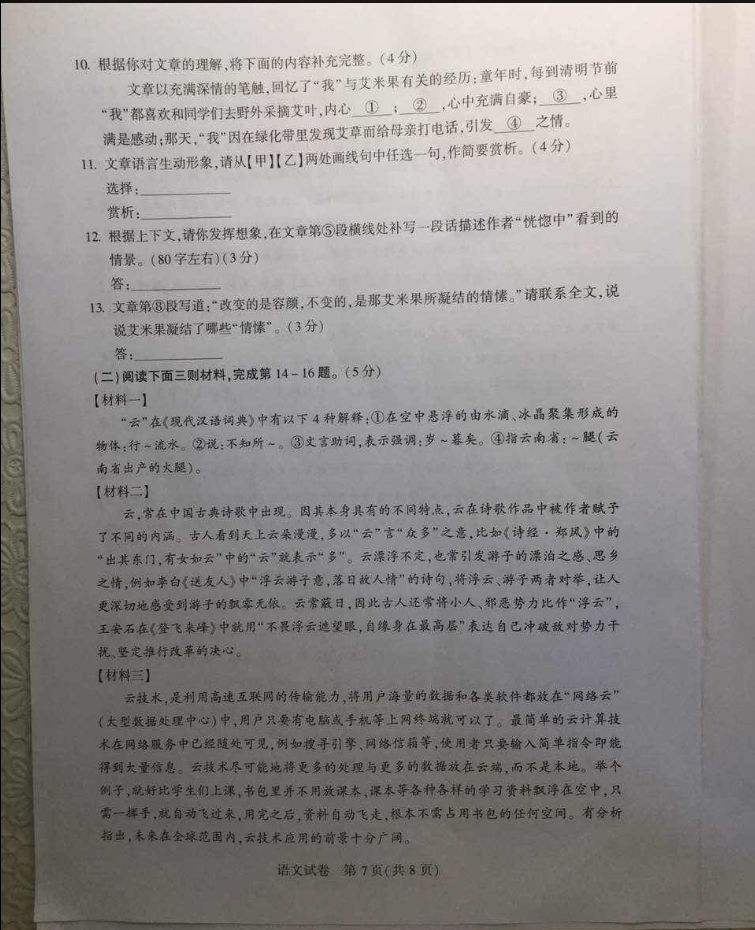 10. 根据你对文章的理解,将下面的内容补充完整。(4分)
文章以充满深情的笔触,回忆了“我”与艾米果有关的经历:童年时,每到清明节前
“我”都喜欢和同学们去野外采摘艾叶,内心 ① ; ② ,心中充满自豪; ③ ,心里
满是感动;那天,“我”因在绿化带里发现艾草而给母亲打电话,引发 ④ 之情。
11. 文章语言生动形象,请从【甲】【乙】两处画线句中任选一句,作简要赏析。(4分)
选择:
赏析:
12. 根据上下文,请你发挥想象,在文章第⑤段横线处补写一段话描述作者“恍惚中”看到的
情景。(80字左右)(3分)
答:
13. 文章第⑧段写道:“改变的是容颜,不变的,是那艾米果所凝结的情愫。”请联系全文,说
说艾米果凝结了哪些“情愫”。(3分)
答:
(二)阅读下面三则材料,完成第14-16题。(5分)
【材料一】
“云”在《现代汉语词典》中有以下4种解释:①在空中悬浮的由水滴、冰晶聚集形成的
物体:行~流水。②说:不知所~。③文言助词,表示强调:岁~暮矣。④指云南省:~腿(云
南省出产的火腿)。
【材料二】
云,常在中国古典诗歌中出现。因其本身具有的不同特点,云在诗歌作品中被作者赋予
了不同的内涵。古人看到天上云朵漫漫,多以“云”言“众多”之意,比如《诗经·郑风》中的
“出其东门,有女如云”中的“云”就表示“多”。云漂浮不定,也常引发游子的漂泊之感、思乡
之情,例如李白《送友人》中“浮云游子意,落日故人情”的诗句,将浮云、游子两者对举,让人
更深切地感受到游子的飘零无依。云常蔽日,因此古人还常将小人、邪恶势力比作“浮云”,
王安石在《登飞来峰》中就用“不畏浮云遮望眼,自缘身在最高层”表达自己冲破敌对势力干
扰、坚定推行改革的决心。
【材料三】
云技术,是利用高速互联网的传输能力,将用户海量的数据和各类软件都放在“网络云”
(大型数据处理中心)中,用户只要有电脑或手机等上网终端就可以了。最简单的云计算技
术在网络服务中已经随处可见,例如搜寻引擎、网络信箱等,使用者只要输入简单指令即能
得到大量信息。云技术尽可能地将更多的处理与更多的数据放在云端,而不是本地。举个
例子,就好比学生们上课,书包里并不用放课本,课本等各种各样的学习资料飘浮在空中,只
需一挥手,就自动飞过来,用完之后,资料自动飞走,根本不需占用书包的任何空间。有分析
指出,未来在全球范围内,云技术应用的前景十分广阔。
语文试卷 第7页(共8页)